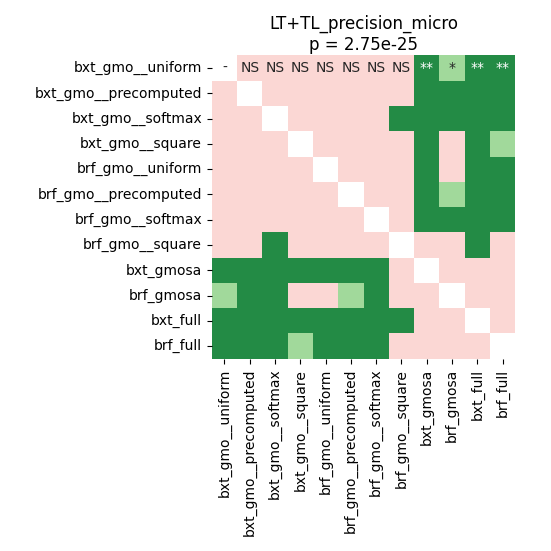 LT+TL_precision_micro
p = 2.75e-25
bxt_gmo__uniform - NS NS NS NS NS NS NS ** * ** **
bxt_gmo__precomputed
bxt_gmo__softmax
bxt_gmo__square
brf_gmo__uniform
brf_gmo__precomputed
brf_gmo__softmax
brf_gmo__square
bxt_gmosa
brf_gmosa
bxt_full
brf_full
bxt_gmo__uniform
bxt_gmo__precomputed
bxt_gmo__softmax
bxt_gmo__square
brf_gmo__uniform
brf_gmo__precomputed
brf_gmo__softmax
brf_gmo__square
bxt_gmosa
brf_gmosa
bxt_full
brf_full